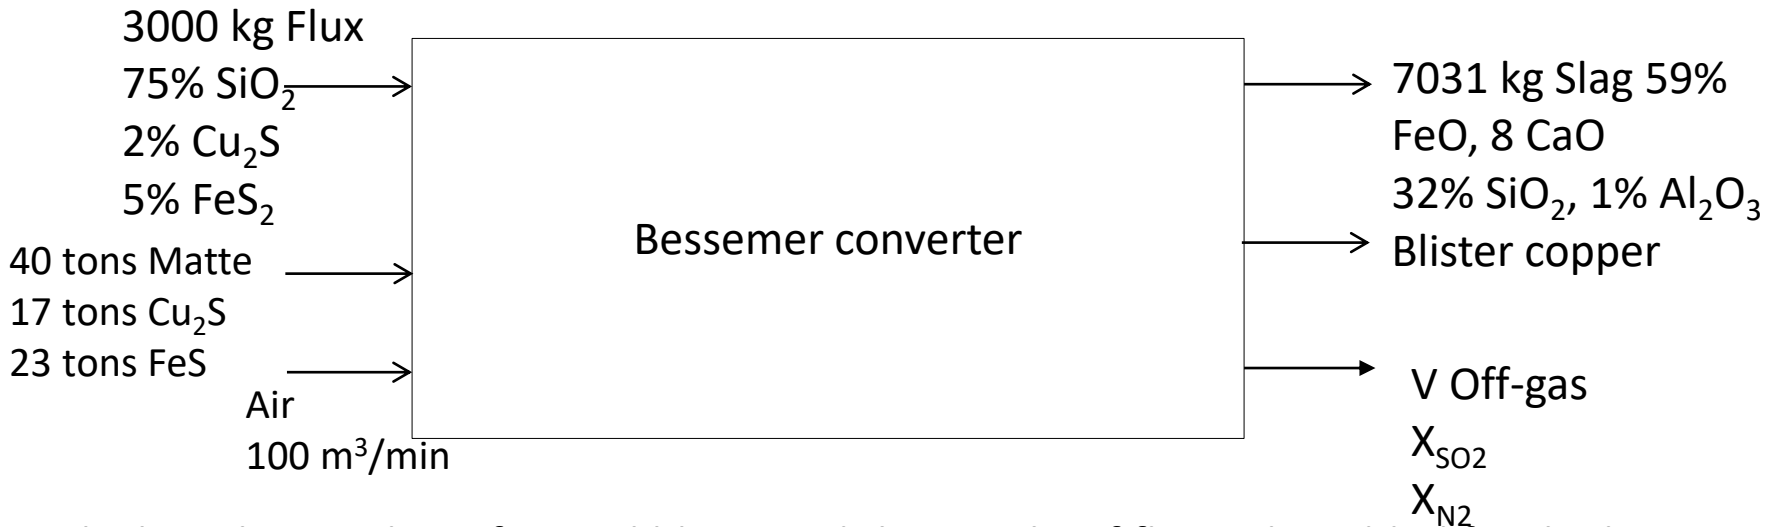 3000 kg Flux
75% SiO₂
2% Cu₂S
5% FeS₂
40 tons Matte
17 tons Cu₂S
23 tons FeS
Air
100 m³/min
Bessemer converter
7031 kg Slag 59%
FeO, 8 CaO
32% SiO₂, 1% Al₂O₃
Blister copper
V Off-gas
X_SO2
X_N2